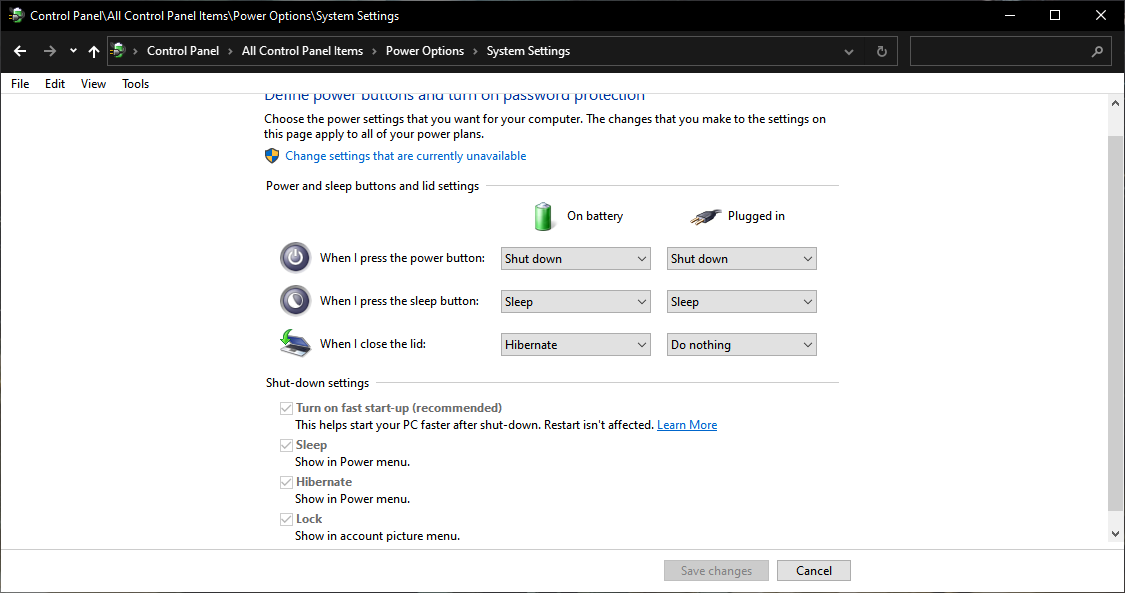 Control Panel\All Control Panel Items\Power Options\System Settings
Control Panel > All Control Panel Items > Power Options > System Settings
File Edit View Tools
Define power buttons and turn on password protection
Choose the power settings that you want for your computer. The changes that you make to the settings on
this page apply to all of your power plans.
Change settings that are currently unavailable
Power and sleep buttons and lid settings
On battery Plugged in
When I press the power button: Shut down Shut down
When I press the sleep button: Sleep Sleep
When I close the lid: Hibernate Do nothing
Shut-down settings
Turn on fast start-up (recommended)
This helps start your PC faster after shut-down. Restart isn't affected. Learn More
Sleep
Show in Power menu.
Hibernate
Show in Power menu.
Lock
Show in account picture menu.
Save changes Cancel